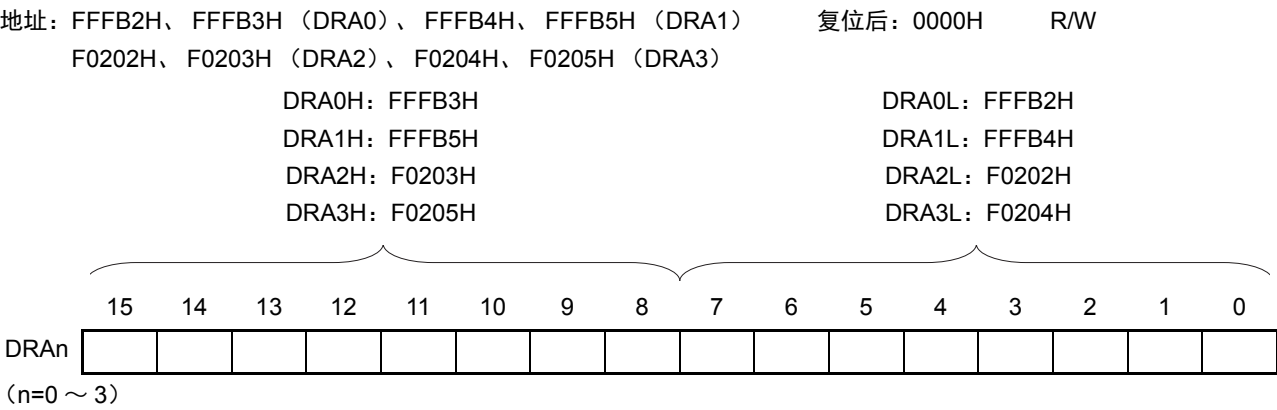 地址：FFFB2H、 FFFB3H （DRA0）、 FFFB4H、 FFFB5H （DRA1） 复位后：0000H R/W
F0202H、 F0203H （DRA2）、 F0204H、 F0205H （DRA3）
DRA0H：FFFB3H DRA0L：FFFB2H
DRA1H：FFFB5H DRA1L：FFFB4H
DRA2H：F0203H DRA2L：F0202H
DRA3H：F0205H DRA3L：F0204H
15 14 13 12 11 10 9 8 7 6 5 4 3 2 1 0
DRAn
（n=0 ～ 3）